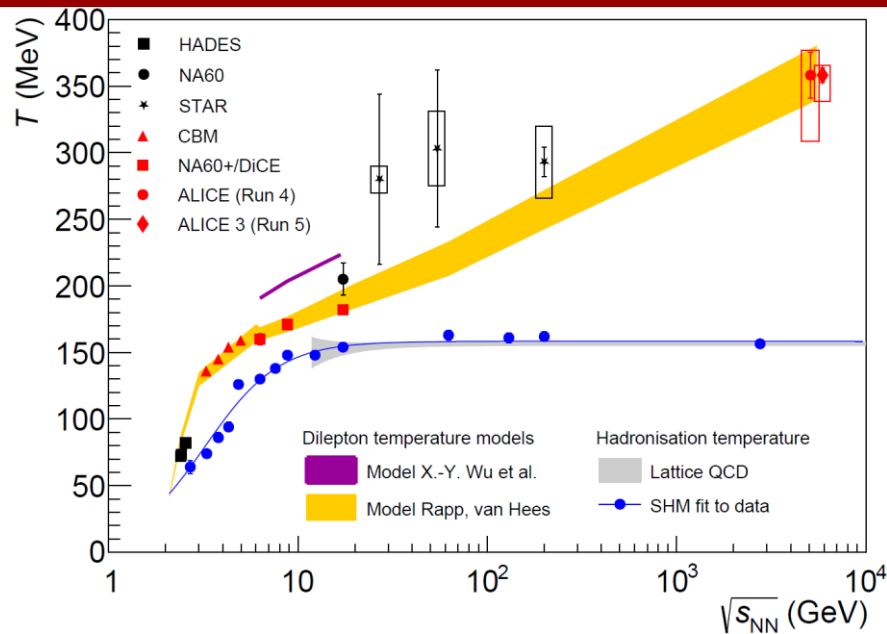 400
350
300
250
200
150
100
50
0
T (MeV)
HADES
NA60
STAR
CBM
NA60+/DiCE
ALICE (Run 4)
ALICE 3 (Run 5)
Dilepton temperature models
Model X.-Y. Wu et al.
Model Rapp, van Hees
Hadronisation temperature
Lattice QCD
SHM fit to data
1 10 10² 10³ 10⁴
√sNN (GeV)